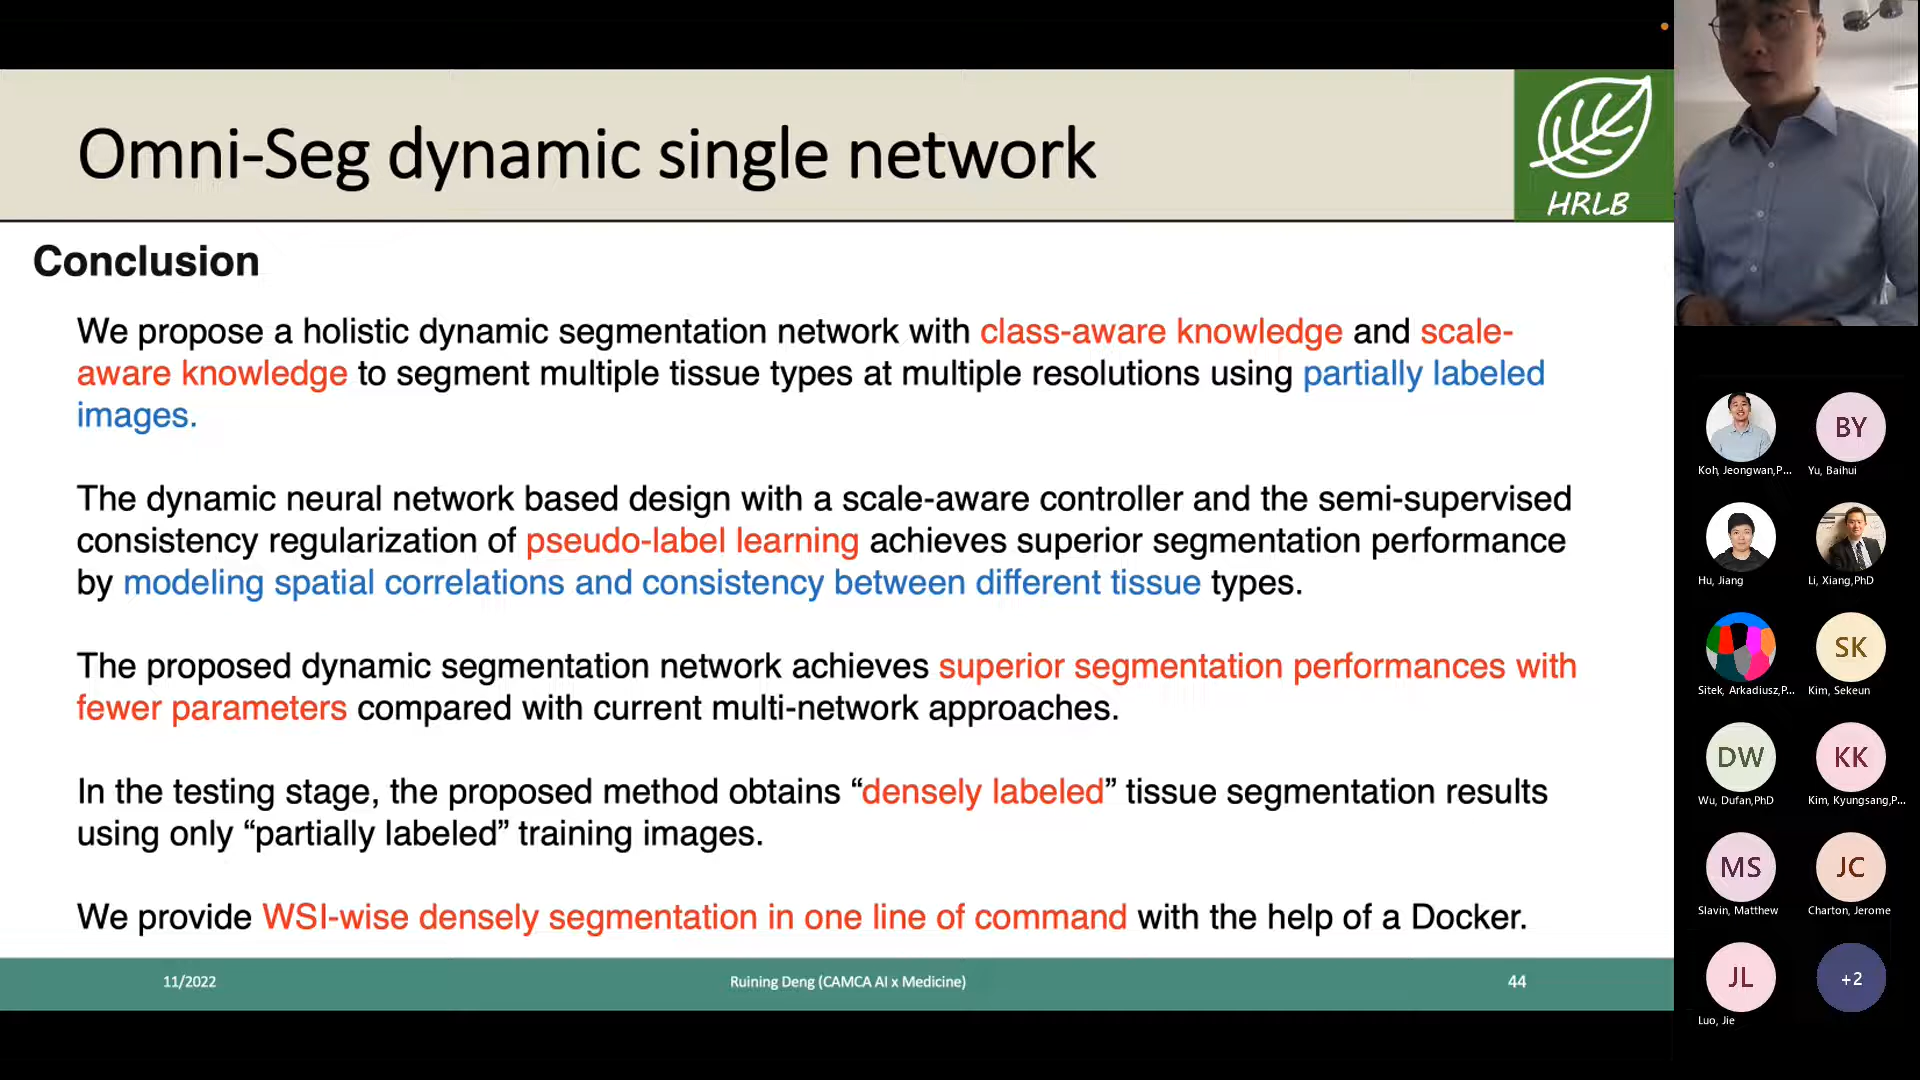 Omni-Seg dynamic single network
HRLB
Conclusion
We propose a holistic dynamic segmentation network with class-aware knowledge and scale-
aware knowledge to segment multiple tissue types at multiple resolutions using partially labeled
images.
The dynamic neural network based design with a scale-aware controller and the semi-supervised
consistency regularization of pseudo-label learning achieves superior segmentation performance
by modeling spatial correlations and consistency between different tissue types.
The proposed dynamic segmentation network achieves superior segmentation performances with
fewer parameters compared with current multi-network approaches.
In the testing stage, the proposed method obtains “densely labeled” tissue segmentation results
using only “partially labeled” training images.
We provide WSI-wise densely segmentation in one line of command with the help of a Docker.
11/2022
Ruining Deng (CAMCA AI x Medicine)
44
BY
Koh, Jeongwan,P...
Yu, Baihui
Hu, Jiang
Li, Xiang,PhD
SK
Sitek, Arkadiusz,P...
Kim, Sekeun
DW
KK
Wu, Dufan,PhD
Kim, Kyungsang,P...
MS
JC
Slavin, Matthew
Charton, Jerome
JL
+2
Luo, Jie